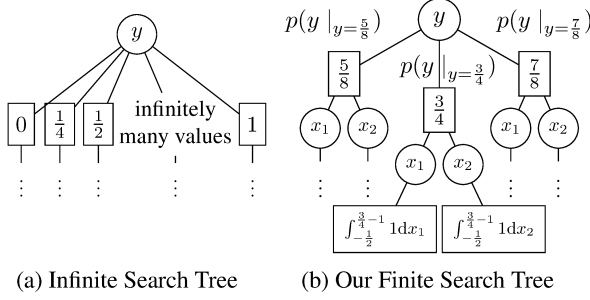 y
0 1/4 1/2 infinitely many values 1
⋮ ⋮ ⋮ ⋮ ⋮
(a) Infinite Search Tree
y
p(y |y=5/8) p(y |y=3/4) p(y |y=7/8)
5/8 3/4 7/8
x1 x2 x1 x2 x1 x2
⋮ ⋮ ⋮ ⋮
∫_{-1/2}^{3/4-1} 1dx1 ∫_{-1/2}^{3/4-1} 1dx2
(b) Our Finite Search Tree